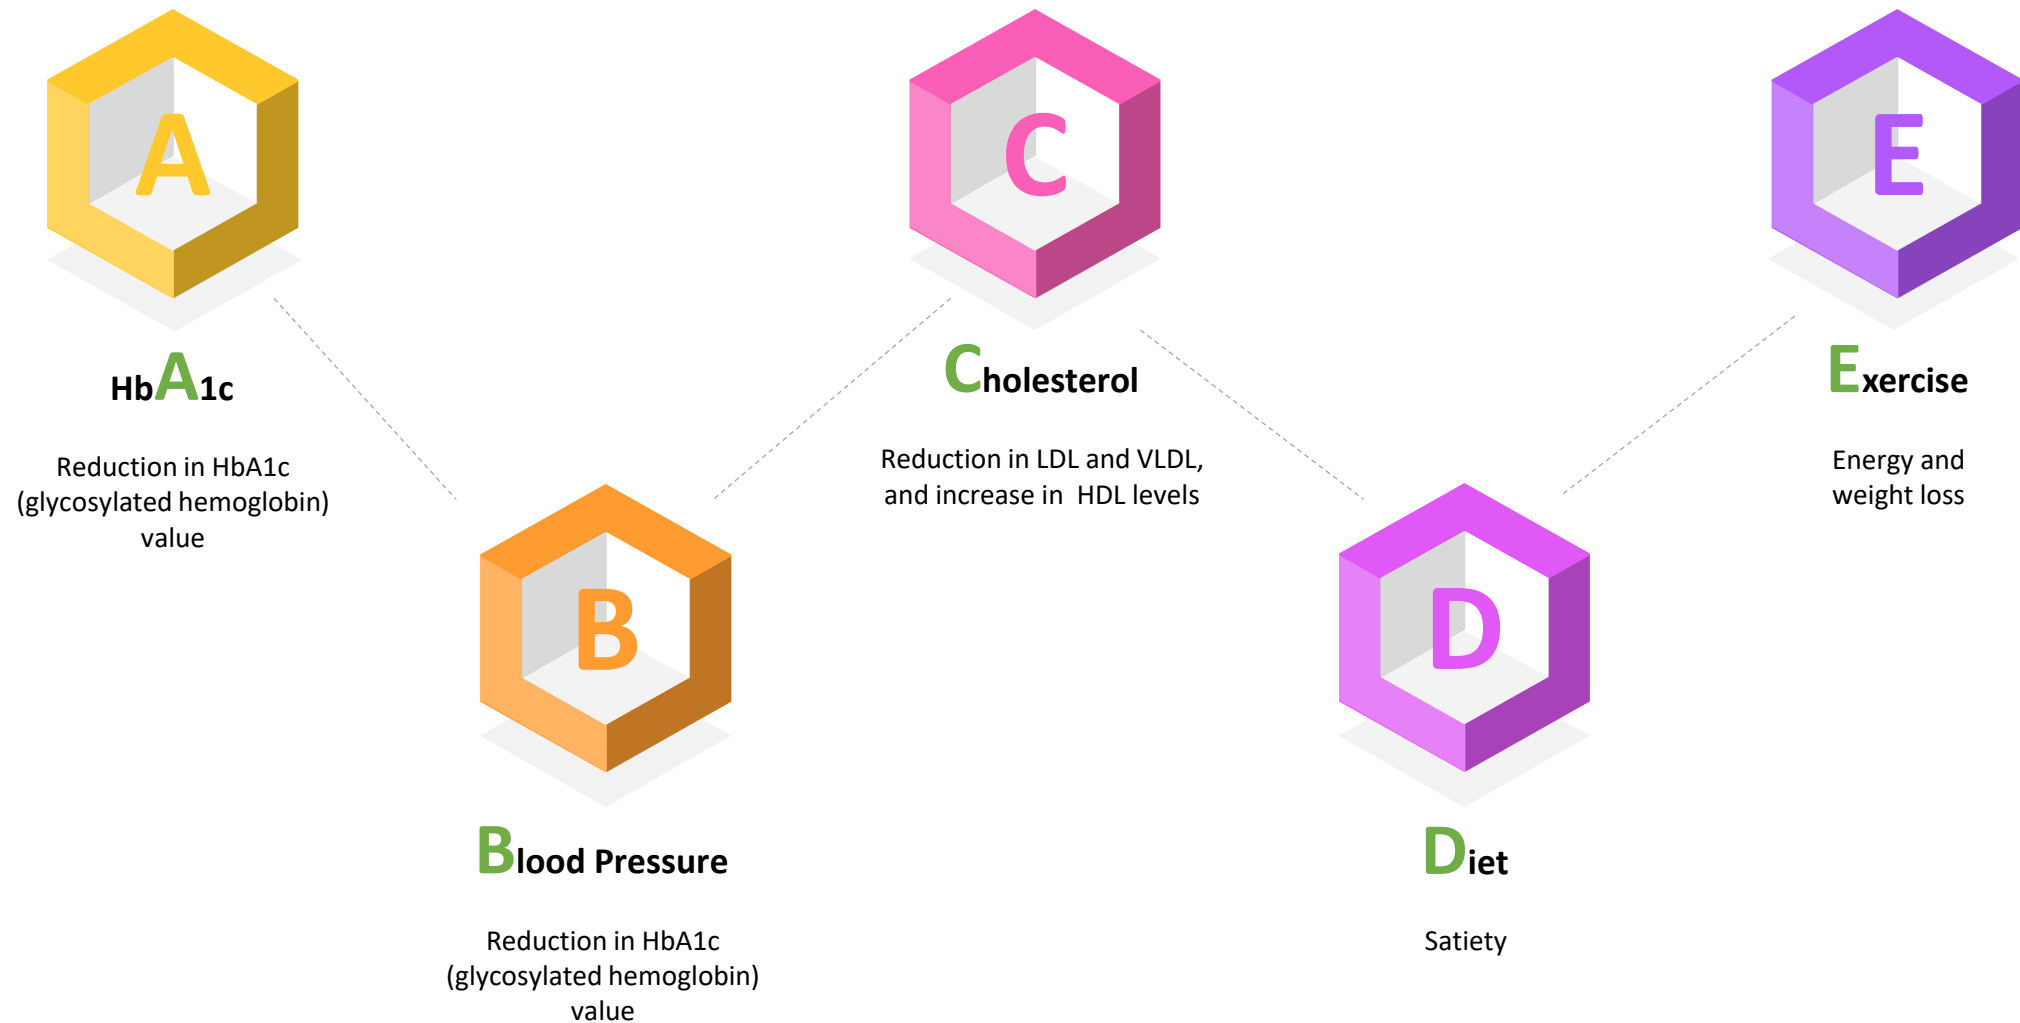 A
HbA1c
Reduction in HbA1c
(glycosylated hemoglobin)
value
B
Blood Pressure
Reduction in HbA1c
(glycosylated hemoglobin)
value
C
Cholesterol
Reduction in LDL and VLDL,
and increase in  HDL levels
D
Diet
Satiety
E
Exercise
Energy and
weight loss